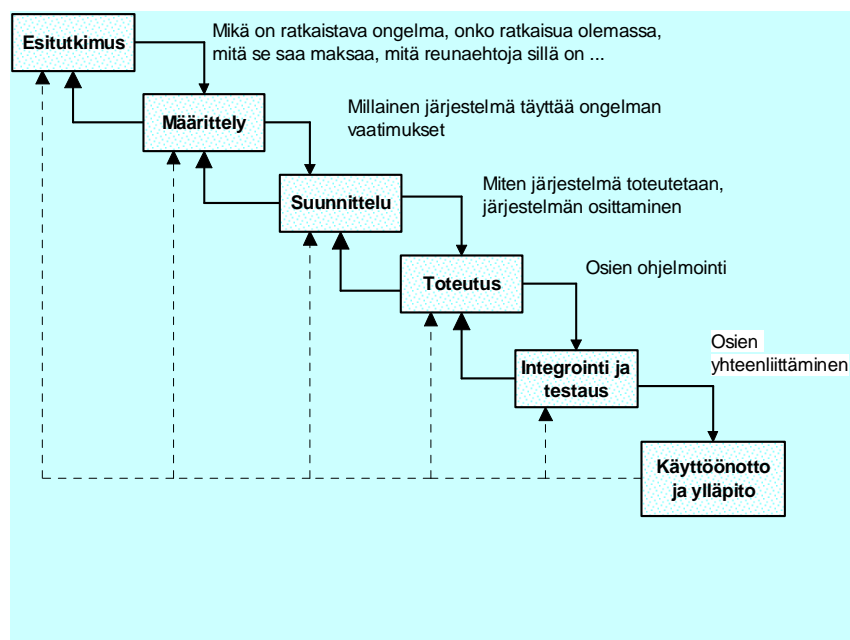 Esitutkimus
Mikä on ratkaistava ongelma, onko ratkaisua olemassa,
mitä se saa maksaa, mitä reunaehtoja sillä on ...
Määrittely
Millainen järjestelmä täyttää ongelman
vaatimukset
Suunnittelu
Miten järjestelmä toteutetaan,
järjestelmän osittaminen
Toteutus
Osien ohjelmointi
Integrointi ja
testaus
Osien
yhteenliittäminen
Käyttöönotto
ja ylläpito